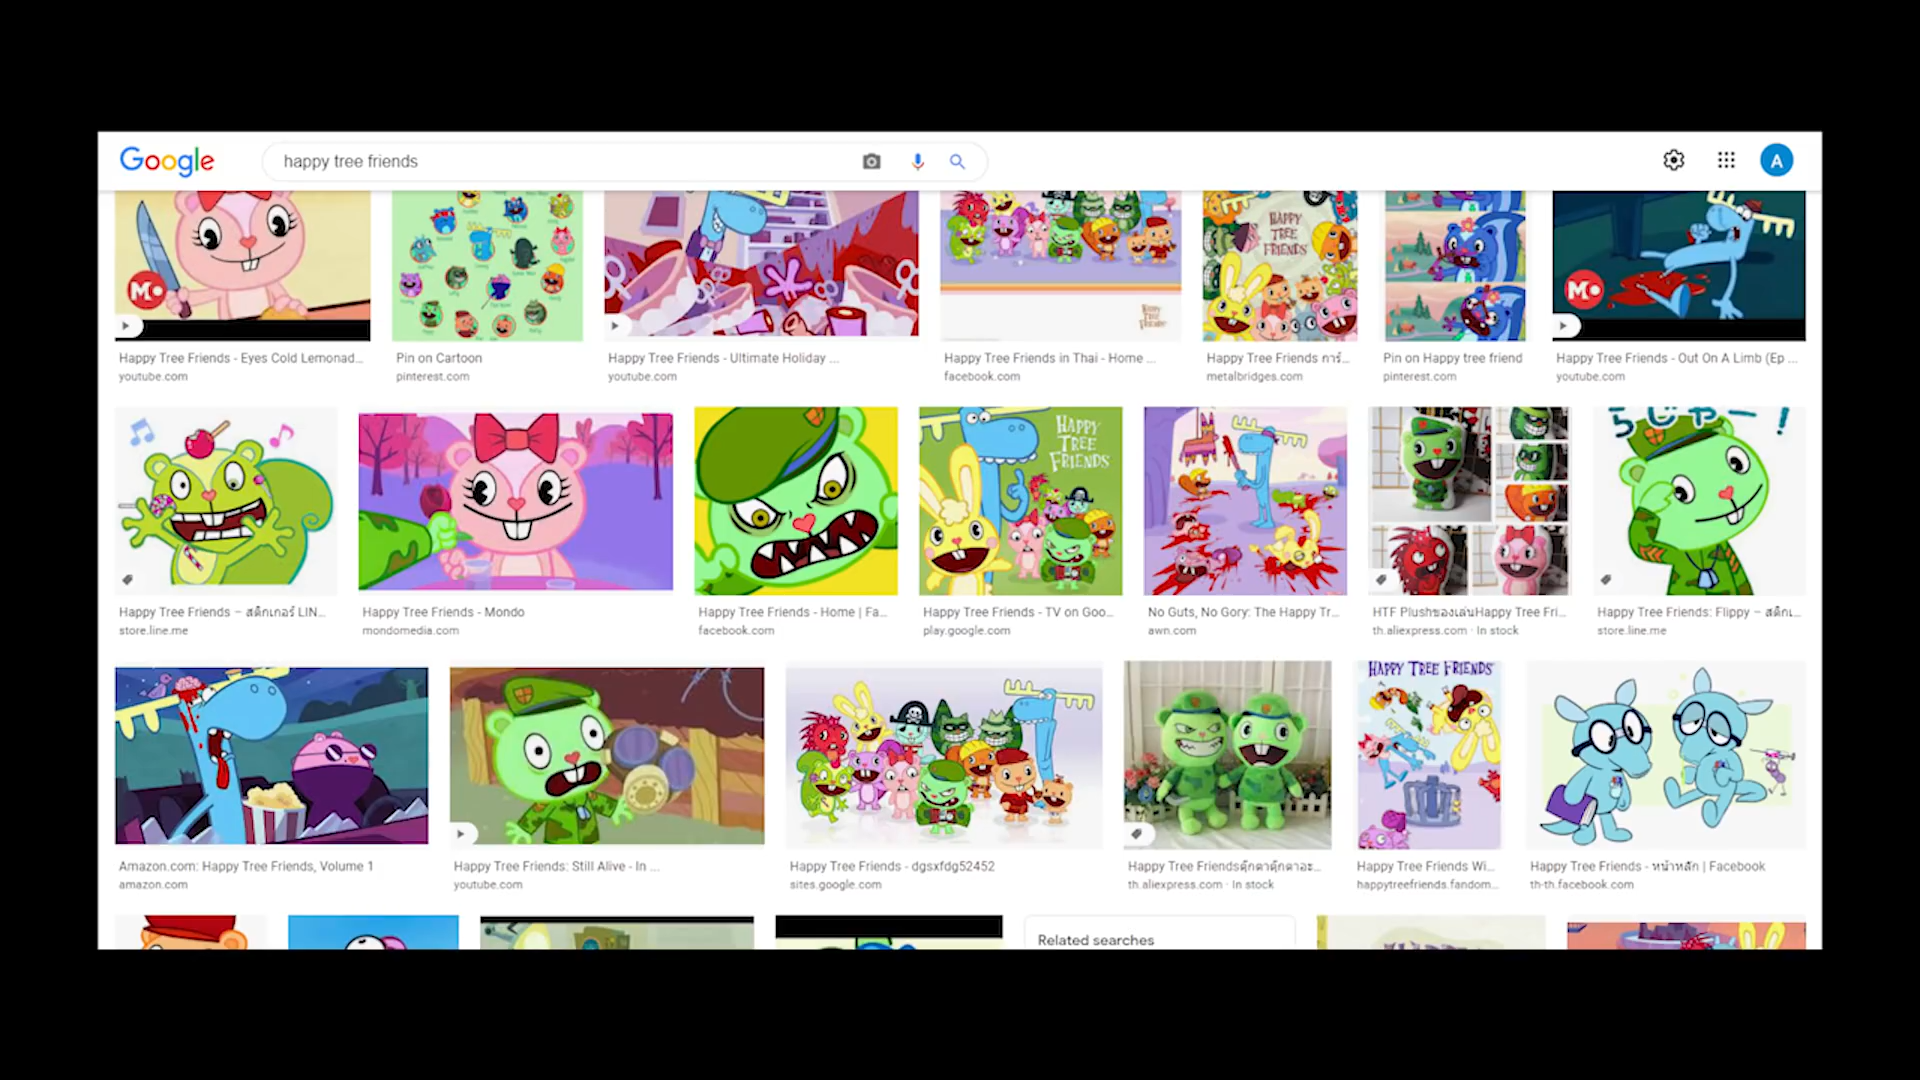 Google
happy tree friends
A
HAPPY
TREE
FRIENDS
HAPPY
TREE
FRIENDS
Happy Tree Friends - Eyes Cold Lemonad...
youtube.com
Pin on Cartoon
pinterest.com
Happy Tree Friends - Ultimate Holiday ...
youtube.com
Happy Tree Friends in Thai - Home ...
facebook.com
Happy Tree Friends การ์...
metalbridges.com
Pin on Happy tree friend
pinterest.com
Happy Tree Friends - Out On A Limb (Ep ...
youtube.com
HAPPY
TREE
FRIENDS
らじゃー!
Happy Tree Friends – สติกเกอร์ LIN...
store.line.me
Happy Tree Friends - Mondo
mondomedia.com
Happy Tree Friends - Home | Fa...
facebook.com
Happy Tree Friends - TV on Goo...
play.google.com
No Guts, No Gory: The Happy Tr...
awn.com
HTF Plushของเล่นHappy Tree Fri...
th.aliexpress.com · In stock
Happy Tree Friends: Flippy – สติก...
store.line.me
HAPPY TREE FRIENDS
Amazon.com: Happy Tree Friends, Volume 1
amazon.com
Happy Tree Friends: Still Alive - In ...
youtube.com
Happy Tree Friends - dgsxfdg52452
sites.google.com
Happy Tree Friendsตุ๊กตาตุ๊กตาอะ...
th.aliexpress.com · In stock
Happy Tree Friends Wi...
happytreefriends.fandom...
Happy Tree Friends - หน้าหลัก | Facebook
th-th.facebook.com
Related searches